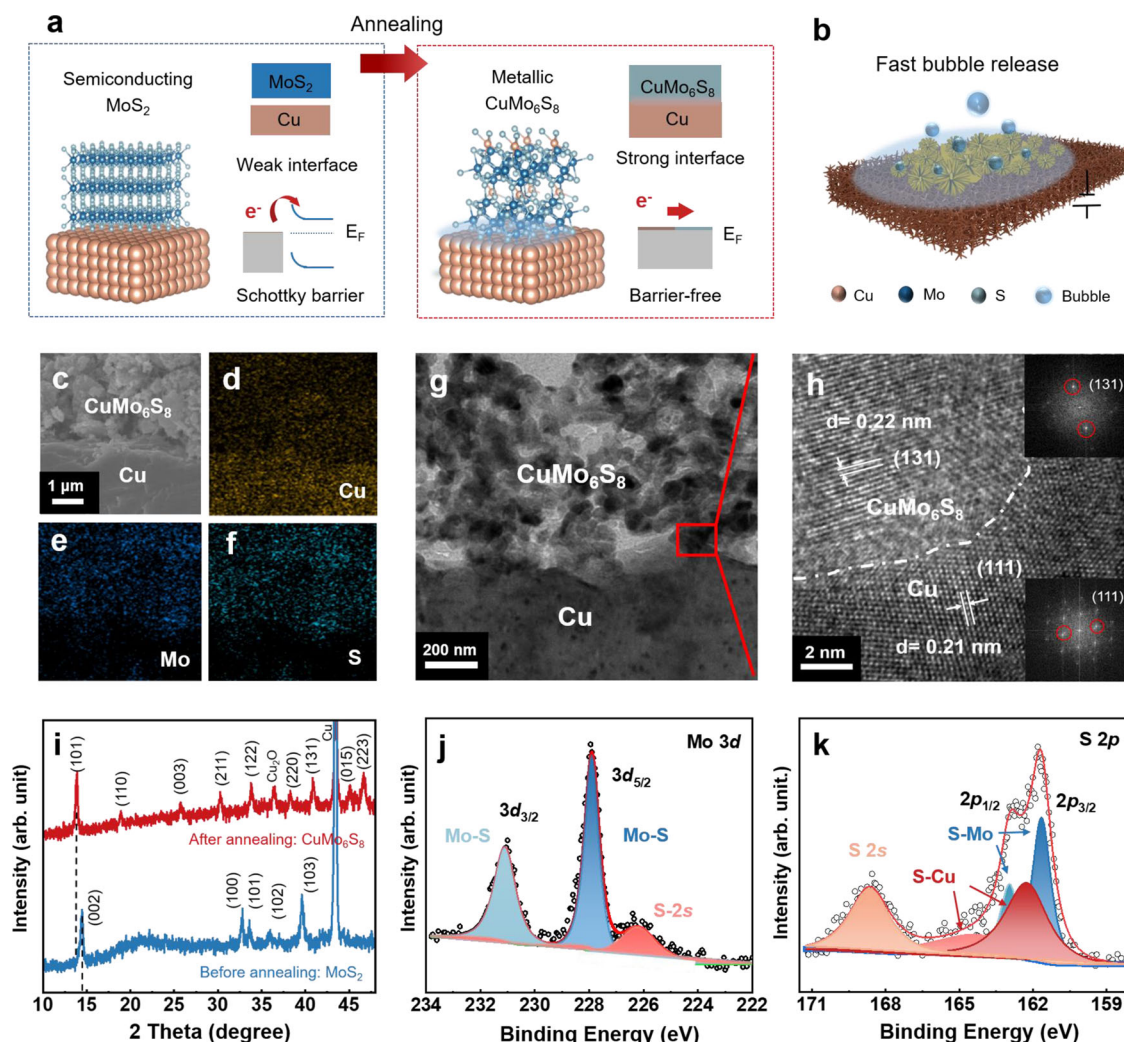 a
Annealing
Semiconducting
MoS2
MoS2
Cu
Weak interface
e-
EF
Schottky barrier
Metallic
CuMo6S8
CuMo6S8
Cu
Strong interface
e-
EF
Barrier-free
b
Fast bubble release
Cu
Mo
S
Bubble
c
CuMo6S8
Cu
1 µm
d
Cu
e
Mo
f
S
g
CuMo6S8
Cu
200 nm
h
(131)
d= 0.22 nm
(131)
CuMo6S8
(111)
Cu
(111)
d= 0.21 nm
2 nm
i
Intensity (arb. unit)
(101)
(110)
(003)
(211)
(122)
Cu2O
(220)
(131)
Cu
(015)
(223)
After annealing: CuMo6S8
(002)
(100)
(101)
(102)
(103)
Before annealing: MoS2
10 15 20 25 30 35 40 45
2 Theta (degree)
j
Mo 3d
Intensity (arb. unit)
3d3/2
3d5/2
Mo-S
Mo-S
S-2s
234 231 228 226 224 222
Binding Energy (eV)
k
S 2p
Intensity (arb. unit.)
2p1/2
2p3/2
S-Mo
S 2s
S-Cu
171 168 165 162 159
Binding Energy (eV)